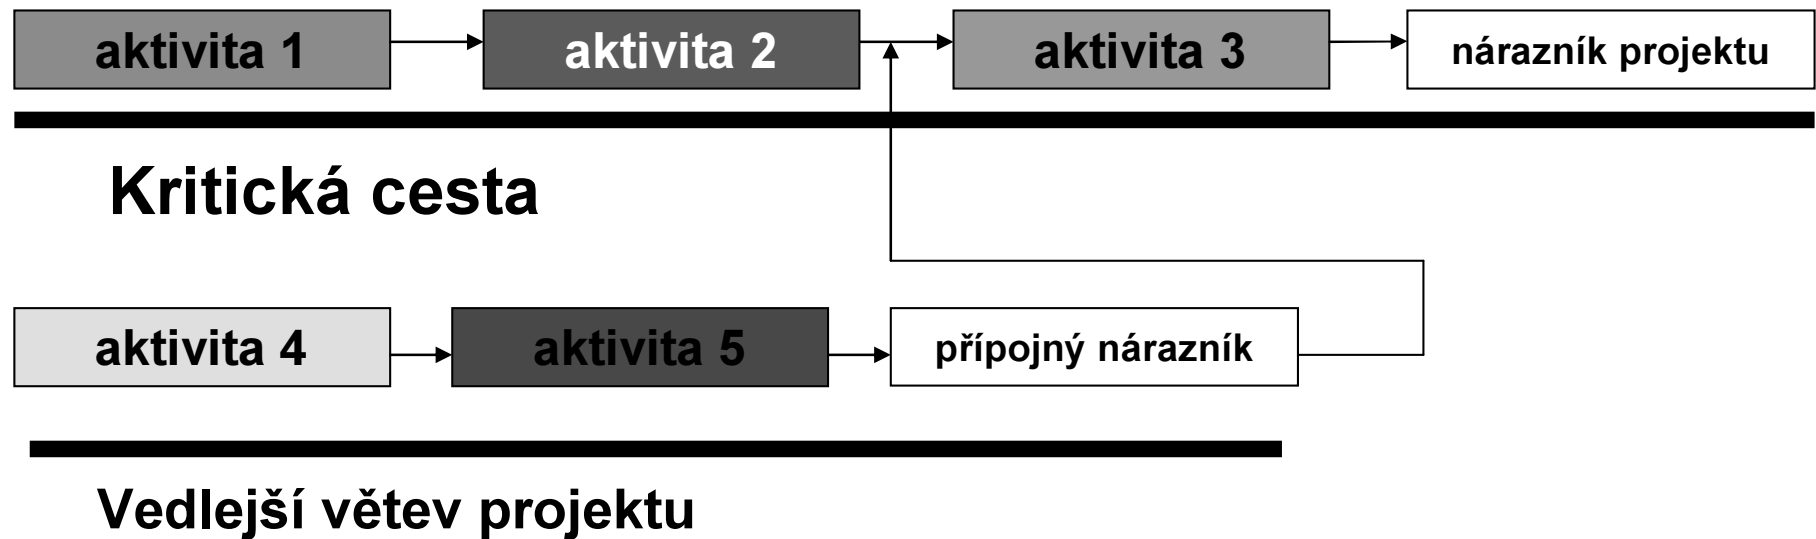 aktivita 1
aktivita 2
aktivita 3
nárazník projektu
Kritická cesta
aktivita 4
aktivita 5
přípojný nárazník
Vedlejší větev projektu